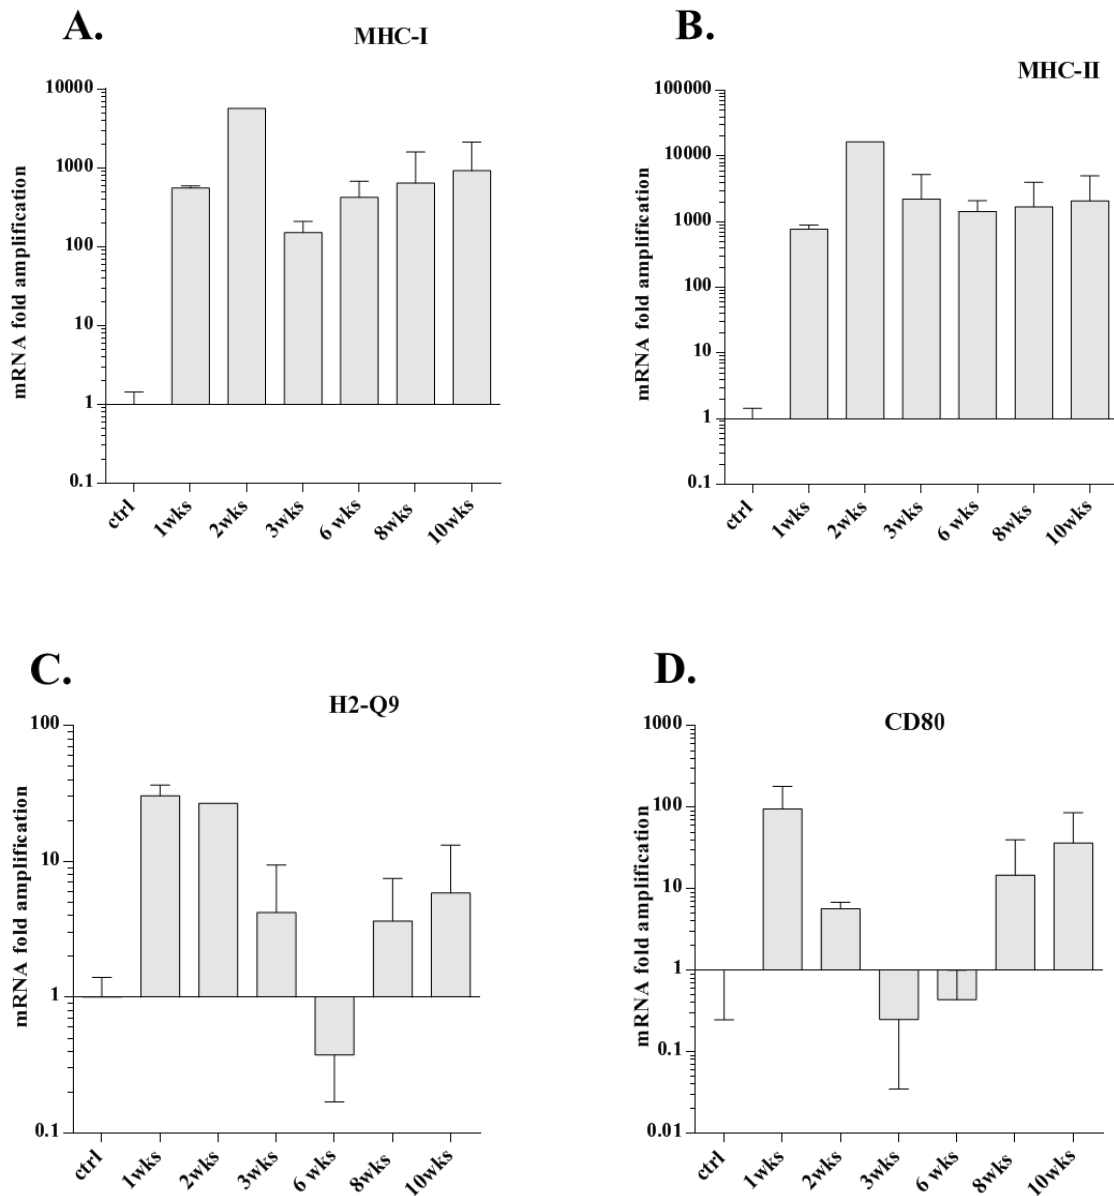 A.
MHC-I
mRNA fold amplification
10000
1000
100
10
1
0.1
ctrl
1wks
2wks
3wks
6 wks
8wks
10wks
B.
MHC-II
mRNA fold amplification
100000
10000
1000
100
10
1
0.1
ctrl
1wks
2wks
3wks
6 wks
8wks
10wks
C.
H2-Q9
mRNA fold amplification
100
10
1
0.1
ctrl
1wks
2wks
3wks
6 wks
8wks
10wks
D.
CD80
mRNA fold amplification
1000
100
10
1
0.1
0.01
ctrl
1wks
2wks
3wks
6 wks
8wks
10wks